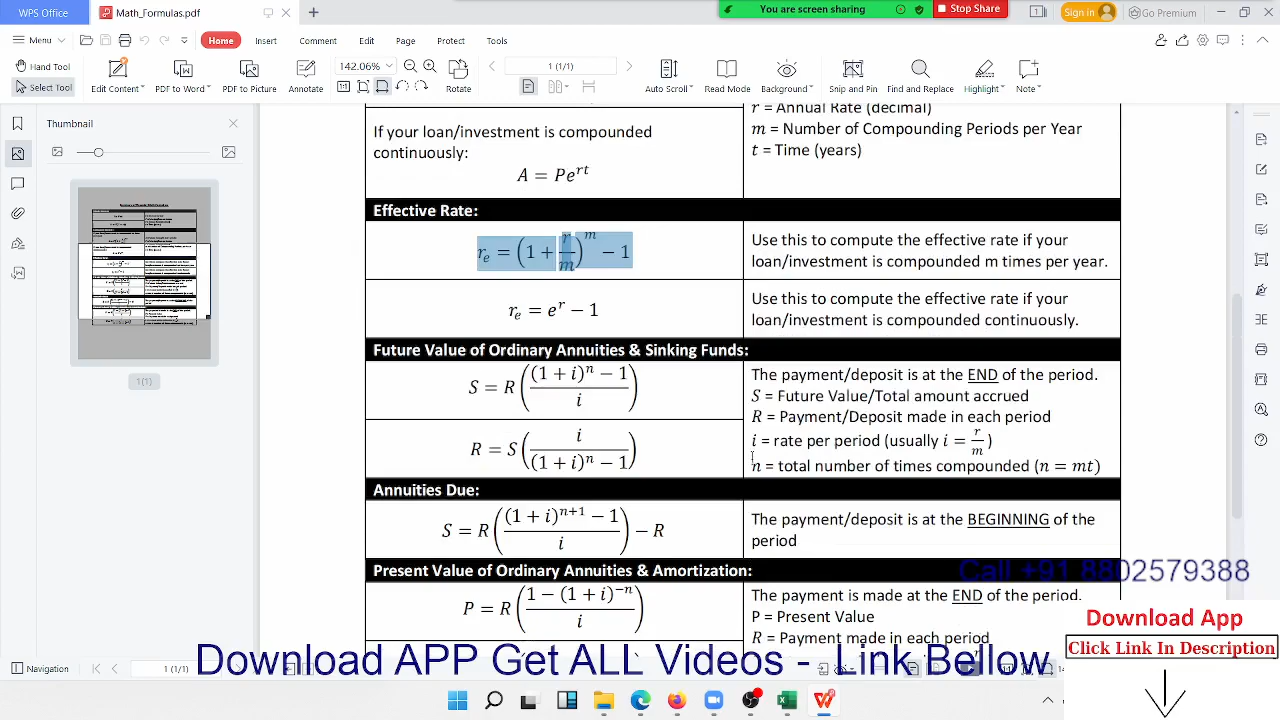 WPS Office
Math_Formulas.pdf
You are screen sharing
Stop Share
Sign in
Go Premium
Menu
Home
Insert
Comment
Edit
Page
Protect
Tools
Hand Tool
Select Tool
Edit Content
PDF to Word
PDF to Picture
Annotate
142.06%
Rotate
1 (1/1)
Auto Scroll
Read Mode
Background
Snip and Pin
Find and Replace
Highlight
Note
Thumbnail
1(1)
r = Annual Rate (decimal)
m = Number of Compounding Periods per Year
t = Time (years)
If your loan/investment is compounded
continuously:
A = Pe^{rt}
Effective Rate:
r_e = (1 + r/m)^m − 1
Use this to compute the effective rate if your
loan/investment is compounded m times per year.
r_e = e^r − 1
Use this to compute the effective rate if your
loan/investment is compounded continuously.
Future Value of Ordinary Annuities & Sinking Funds:
S = R(((1 + i)^n − 1)/i)
R = S(i/((1 + i)^n − 1))
The payment/deposit is at the END of the period.
S = Future Value/Total amount accrued
R = Payment/Deposit made in each period
i = rate per period (usually i = r/m)
n = total number of times compounded (n = mt)
Annuities Due:
S = R(((1 + i)^{n+1} − 1)/i) − R
The payment/deposit is at the BEGINNING of the
period
Present Value of Ordinary Annuities & Amortization:
P = R((1 − (1 + i)^{−n})/i)
The payment is made at the END of the period.
P = Present Value
R = Payment made in each period
Call +91 8802579388
Download App
Click Link In Description
Download APP Get ALL Videos - Link Bellow
Navigation
1 (1/1)